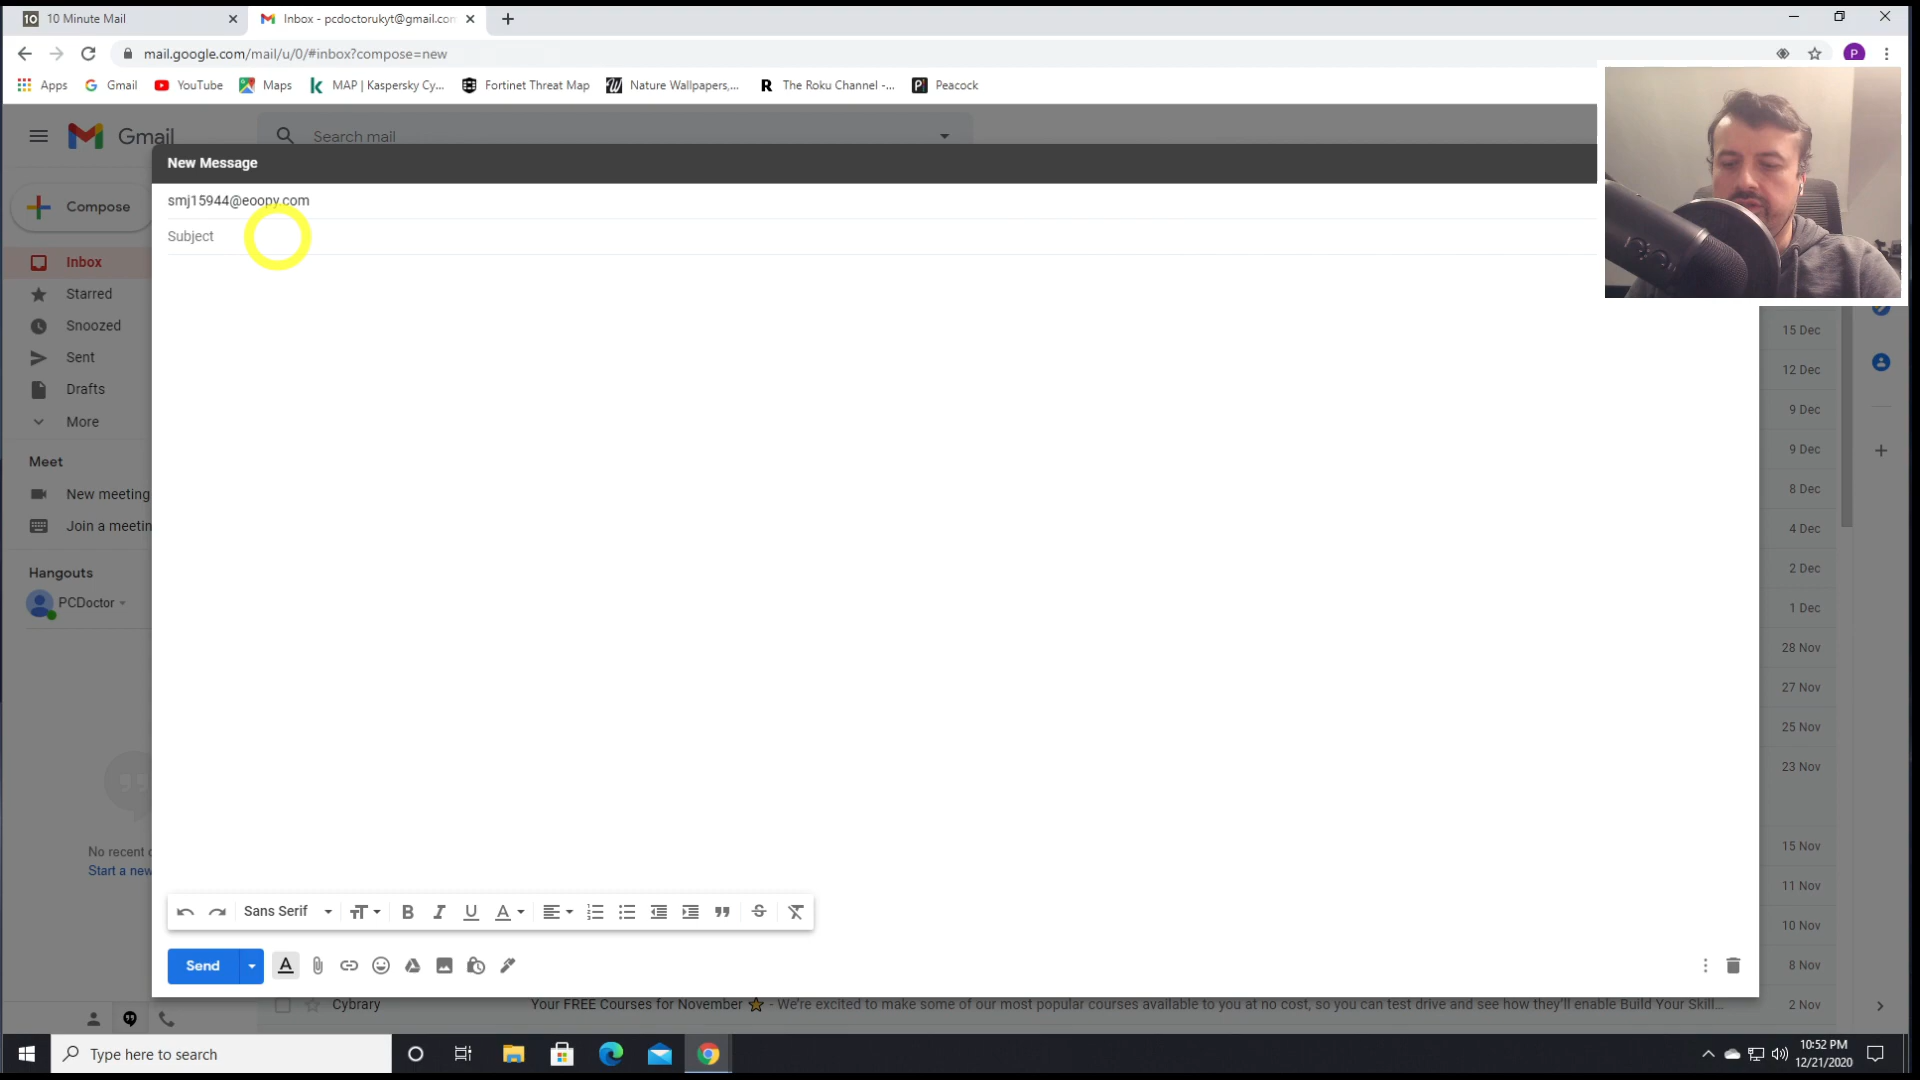 10 Minute Mail
Inbox - pcdoctorukyt@gmail.com
mail.google.com/mail/u/0/#inbox?compose=new
P
Apps
Gmail
YouTube
Maps
MAP | Kaspersky Cy...
Fortinet Threat Map
Nature Wallpapers,...
The Roku Channel -...
Peacock
Gmail
Search mail
New Message
smj15944@eoopy.com
Subject
Compose
Inbox
Starred
Snoozed
Sent
Drafts
More
Meet
New meeting
Join a meetin
Hangouts
PCDoctor
No recent c
Start a new
15 Dec
12 Dec
9 Dec
9 Dec
8 Dec
4 Dec
2 Dec
1 Dec
28 Nov
27 Nov
25 Nov
23 Nov
15 Nov
11 Nov
10 Nov
8 Nov
Sans Serif
Send
Cybrary
Your FREE Courses for November ⭐ - We're excited to make some of our most popular courses available to you at no cost, so you can test drive and see how they'll enable Build Your Skill...
2 Nov
Type here to search
10:52 PM
12/21/2020